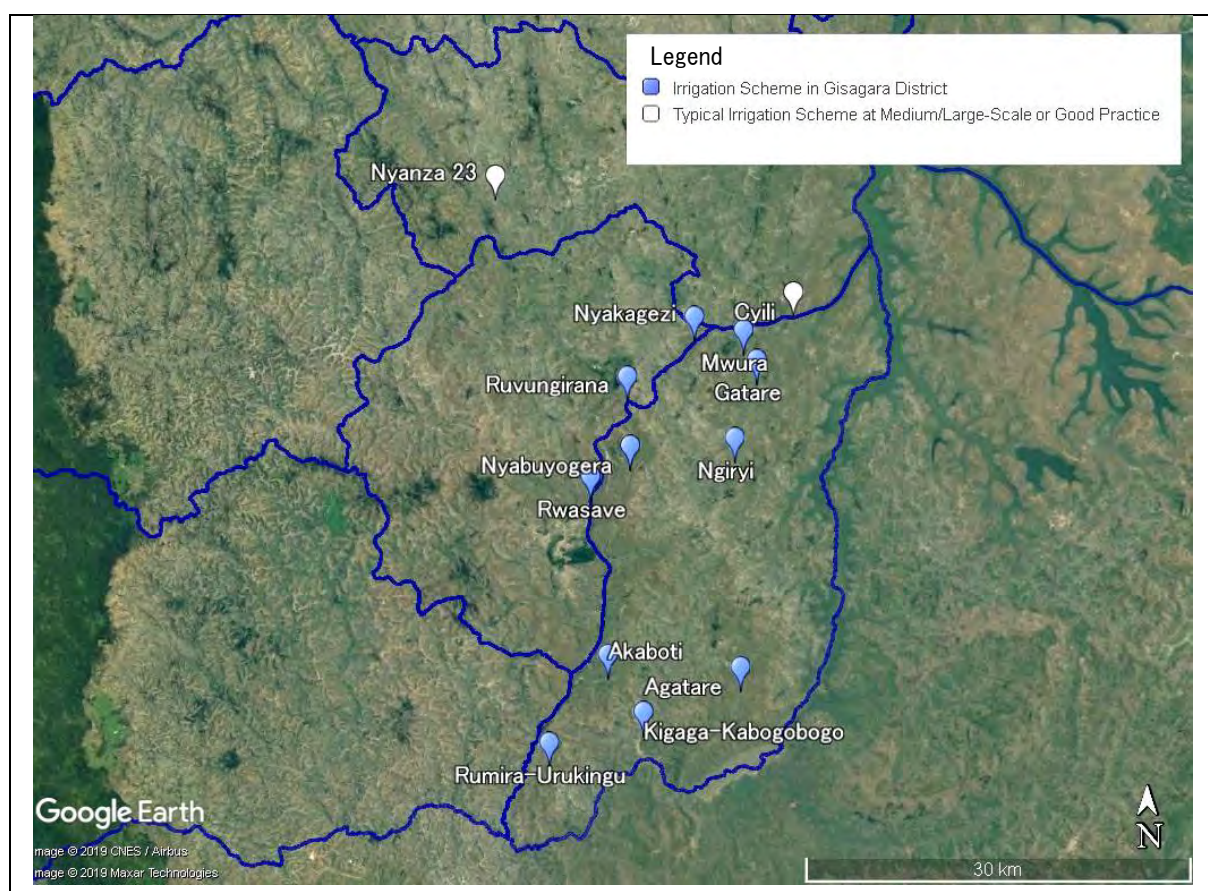 Legend
Irrigation Scheme in Gisagara District
Typical Irrigation Scheme at Medium/Large-Scale or Good Practice
Nyanza 23
Nyakagezi
Cyili
Mwura
Ruvungirana
Gatare
Nyabuyogera
Ngiryi
Rwasave
Akaboti
Agatare
Kigaga-Kabogobogo
Rumira-Urukingu
Google Earth
mage © 2019 CNES / Airbus
mage © 2019 Maxar Technologies
N
30 km